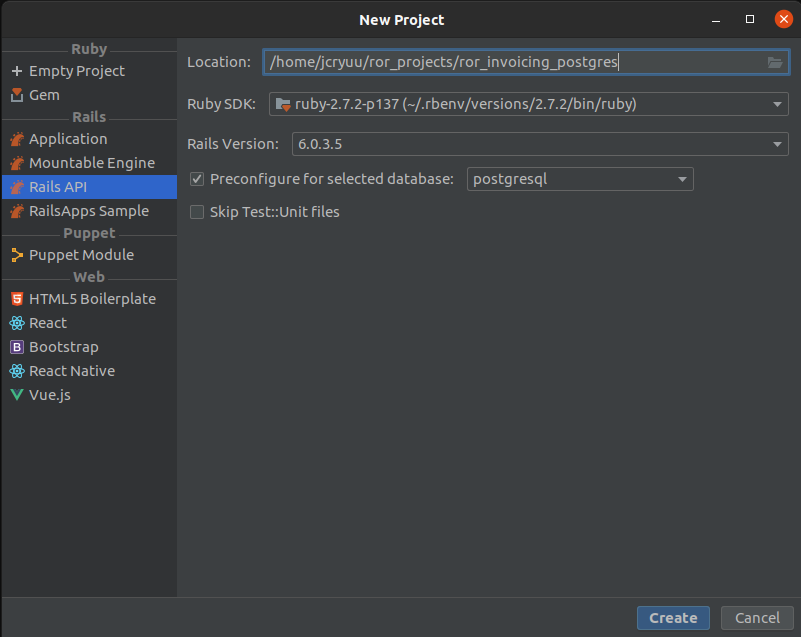 New Project
Ruby
Empty Project
Gem
Rails
Application
Mountable Engine
Rails API
RailsApps Sample
Puppet
Puppet Module
Web
HTML5 Boilerplate
React
Bootstrap
React Native
Vue.js
Location: /home/jcryuu/ror_projects/ror_invoicing_postgres
Ruby SDK: ruby-2.7.2-p137 (~/.rbenv/versions/2.7.2/bin/ruby)
Rails Version: 6.0.3.5
Preconfigure for selected database: postgresql
Skip Test::Unit files
Create Cancel